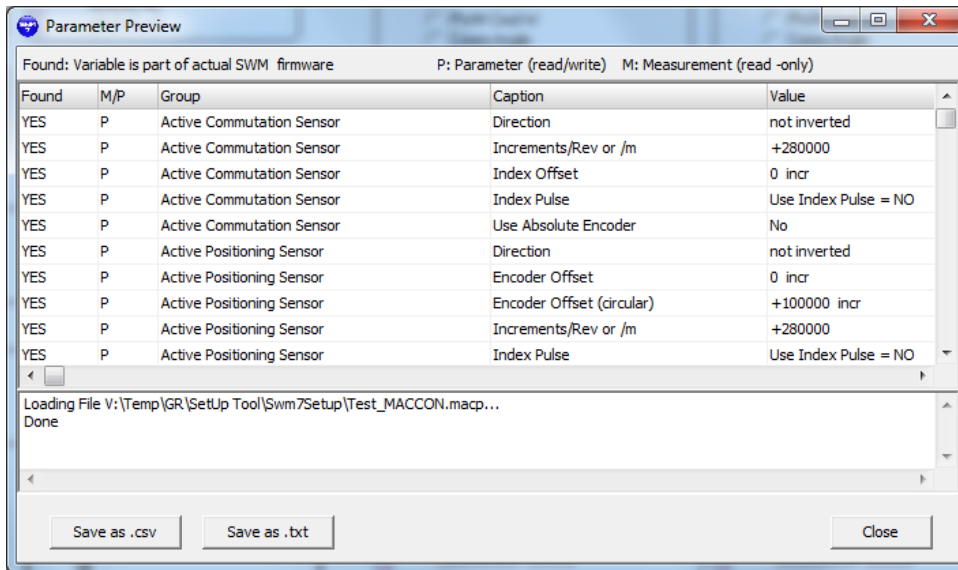 Parameter Preview
Found: Variable is part of actual SWM firmware P: Parameter (read/write) M: Measurement (read -only)
Found M/P Group Caption Value
YES P Active Commutation Sensor Direction not inverted
YES P Active Commutation Sensor Increments/Rev or /m +280000
YES P Active Commutation Sensor Index Offset 0 incr
YES P Active Commutation Sensor Index Pulse Use Index Pulse = NO
YES P Active Commutation Sensor Use Absolute Encoder No
YES P Active Positioning Sensor Direction not inverted
YES P Active Positioning Sensor Encoder Offset 0 incr
YES P Active Positioning Sensor Encoder Offset (circular) +100000 incr
YES P Active Positioning Sensor Increments/Rev or /m +280000
YES P Active Positioning Sensor Index Pulse Use Index Pulse = NO
Loading File V:\Temp\GR\SetUp Tool\Swm7Setup\Test_MACCON.macp...
Done
Save as .csv Save as .txt Close